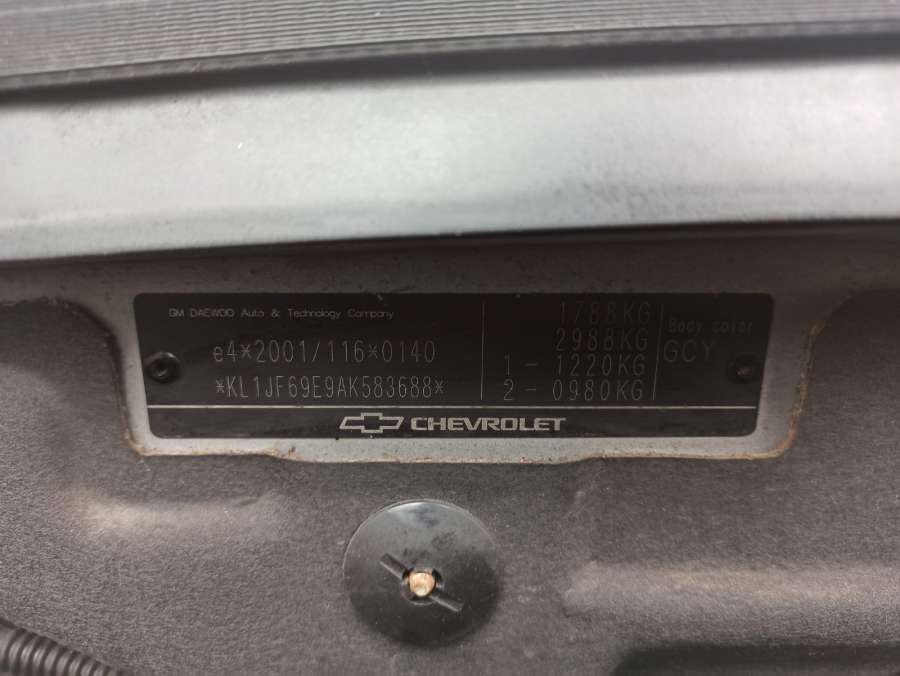 GM DAEWOO Auto & Technology Company
e4*2001/116*0140
*KL1JF69E9AK583688*
1788KG
2988KG
1 - 1220KG
2 - 0980KG
Body color
GCY
CHEVROLET